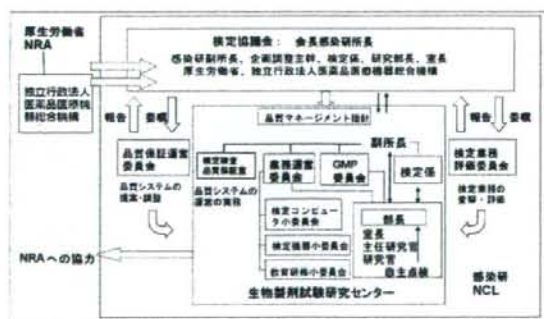 厚生労働省
NRA
独立行政法人
医薬品医療機
器総合機構
検定協議会： 会長感染研所長
感染研副所長、企画調整主幹、検定係、研究部長、室長
厚生労働省、独立行政法人医薬品医療機器総合機構
報告
委嘱
品質保証運営
委員会
品質システムの
提案・調整
品質マネージメント指針
副所長
検定検査
品質保証室
品質システムの
運営の実務
業務運営
委員会
GMP
委員会
検定係
検定コンピュー
タ小委員会
検定機器小委員会
教育研修小委員会
部長
室長
主任研究官
研究官
自主点検
生物製剤試験研究センター
報告
委嘱
検定業務
評価委員会
検定業務の
・評価
NRAへの協力
感染研
NCL